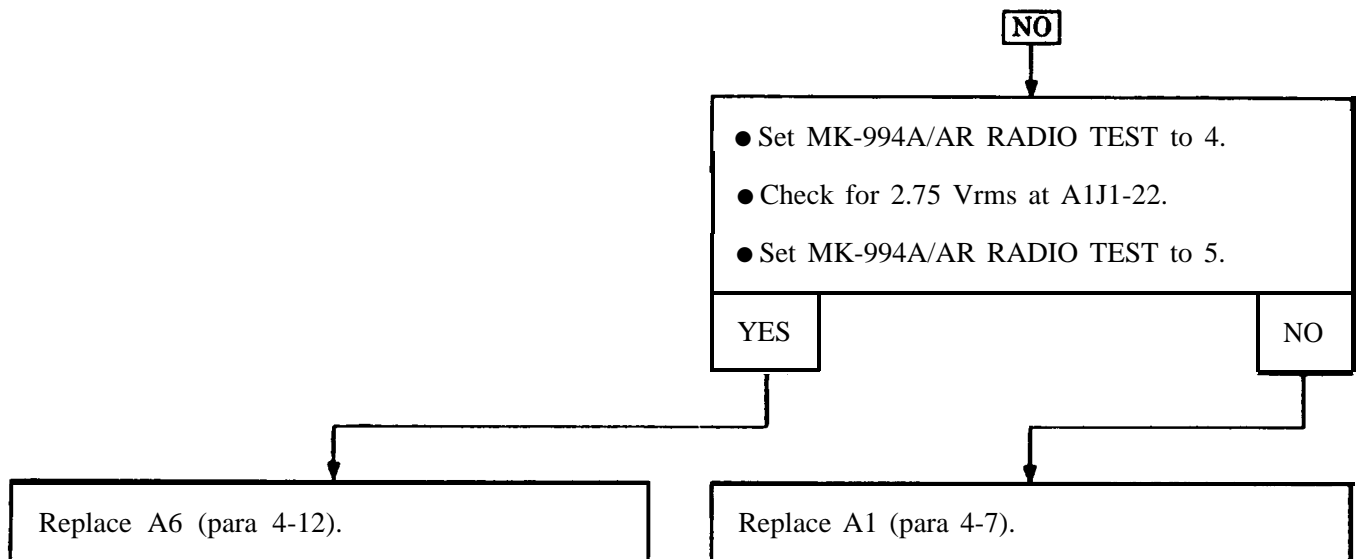 NO
● Set MK-994A/AR RADIO TEST to 4.
● Check for 2.75 Vrms at A1J1-22.
● Set MK-994A/AR RADIO TEST to 5.
YES
NO
Replace A6 (para 4-12).
Replace A1 (para 4-7).